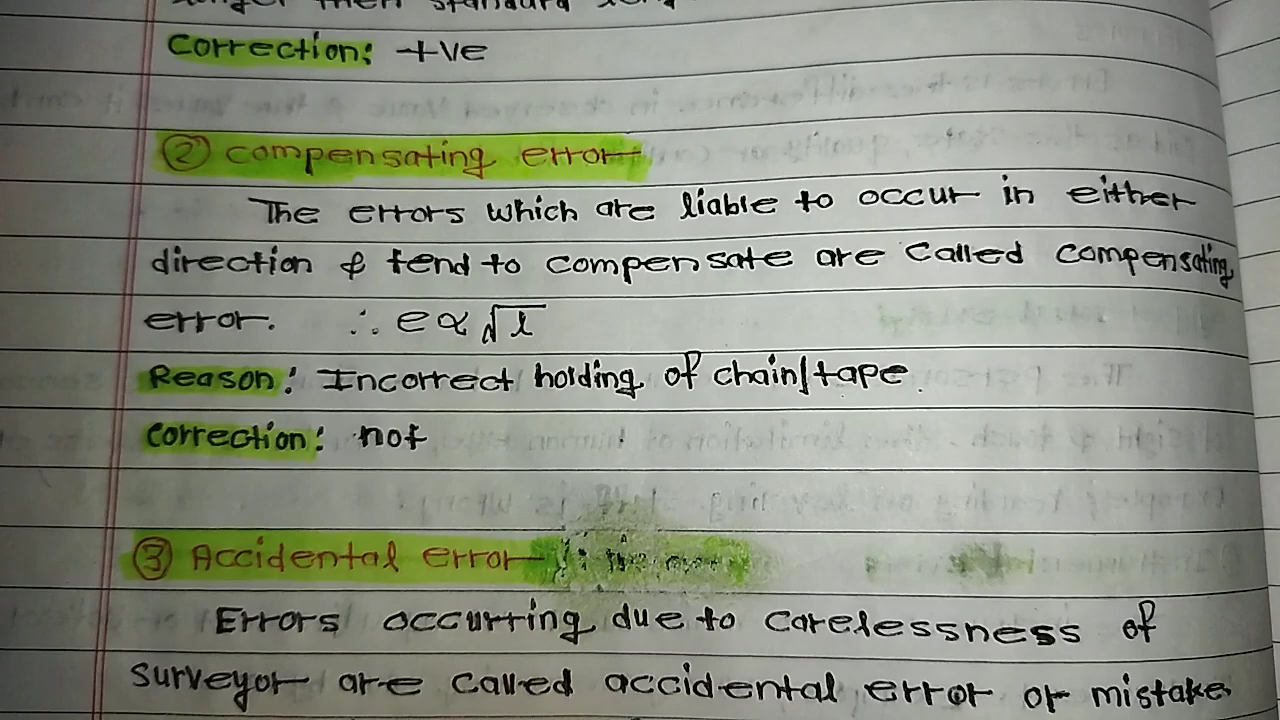 then standard
Correction: +ve
② compensating error
The errors which are liable to occur in either
direction & tend to compensate are called compensating
error. ∴ e ∝ √l
Reason: Incorrect holding of chain/tape.
correction: not
③ Accidental error
Errors occurring due to carelessness of
surveyor are called accidental error or mistake.